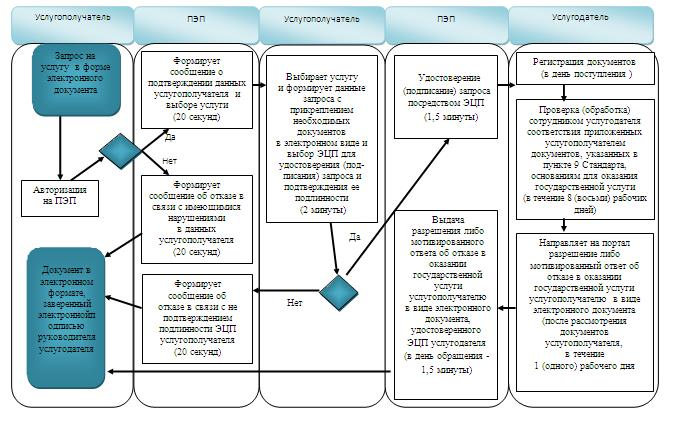 Услугополучатель
ПЭП
Услугополучатель
ПЭП
Услугодатель
Запрос на
услугу в форме
электронного
документа
Авторизация
на ПЭП
Документ в
электронном
формате,
заверенный
электроннойп
одписью
руководителя
услугодателя
Формирует
сообщение о
подтверждении данных
услугополучателя и
выборе услуги
(20 секунд)
Да
Нет
Формирует
сообщение об отказе в
связи с имеющимися
нарушениями
в данных
услугополучателя
(20 секунд)
Формирует
сообщение об
отказе в связи с не
подтверждением
подлинности ЭЦП
услугополучателя
(20 секунд)
Выбирает услугу
и формирует данные
запроса с
прикреплением
необходимых
документов
в электронном виде и
выбор ЭЦП для
удостоверения (под-
писания) запроса и
подтверждения ее
подлинности
(2 минуты)
Да
Нет
Удостоверение
(подписание) запроса
посредством ЭЦП
(1,5 минуты)
Выдача
разрешения либо
мотивированного
ответа об отказе в
оказании
государственной
услуги
услугополучателю
в виде электронного
документа,
удостоверенного
ЭЦП услугодателя
(в день обращения -
1,5 минуты)
Регистрация документов
(в день поступления )
Проверка (обработка)
сотрудником услугодателя
соответствия приложенных
услугополучателем
документов, указанных в
пункте 9 Стандарта,
основаниям для оказания
государственной услуги
(в течение 8 (восьми) рабочих
дней)
Направляет на портал
разрешение либо
мотивированный ответ об
отказе в оказании
государственной услуги
услугополучателю в виде
электронного документа
(после рассмотрения
документов
услугополучателя,
в течение
1 (одного) рабочего дня